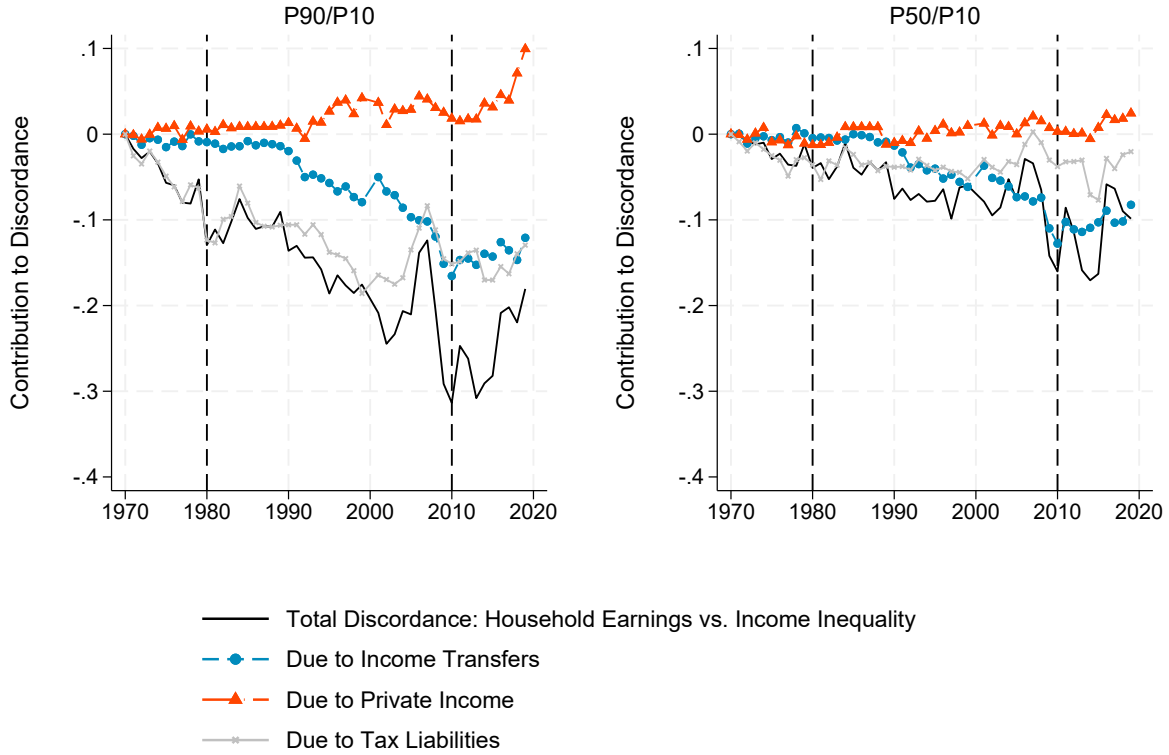 P90/P10
Contribution to Discordance
.1
0
-.1
-.2
-.3
-.4
1970 1980 1990 2000 2010 2020
P50/P10
Contribution to Discordance
.1
0
-.1
-.2
-.3
-.4
1970 1980 1990 2000 2010 2020
Total Discordance: Household Earnings vs. Income Inequality
Due to Income Transfers
Due to Private Income
Due to Tax Liabilities